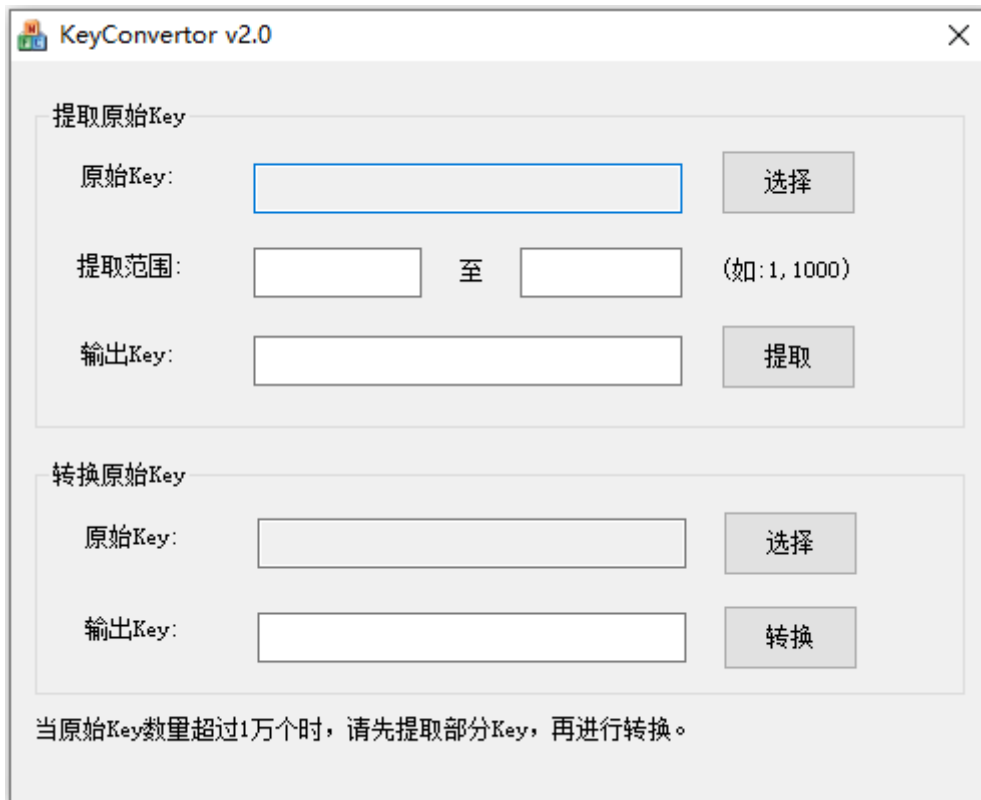 KeyConvertor v2.0
提取原始Key
原始Key:
选择
提取范围:
至
(如:1,1000)
输出Key:
提取
转换原始Key
原始Key:
选择
输出Key:
转换
当原始Key数量超过1万个时，请先提取部分Key，再进行转换。